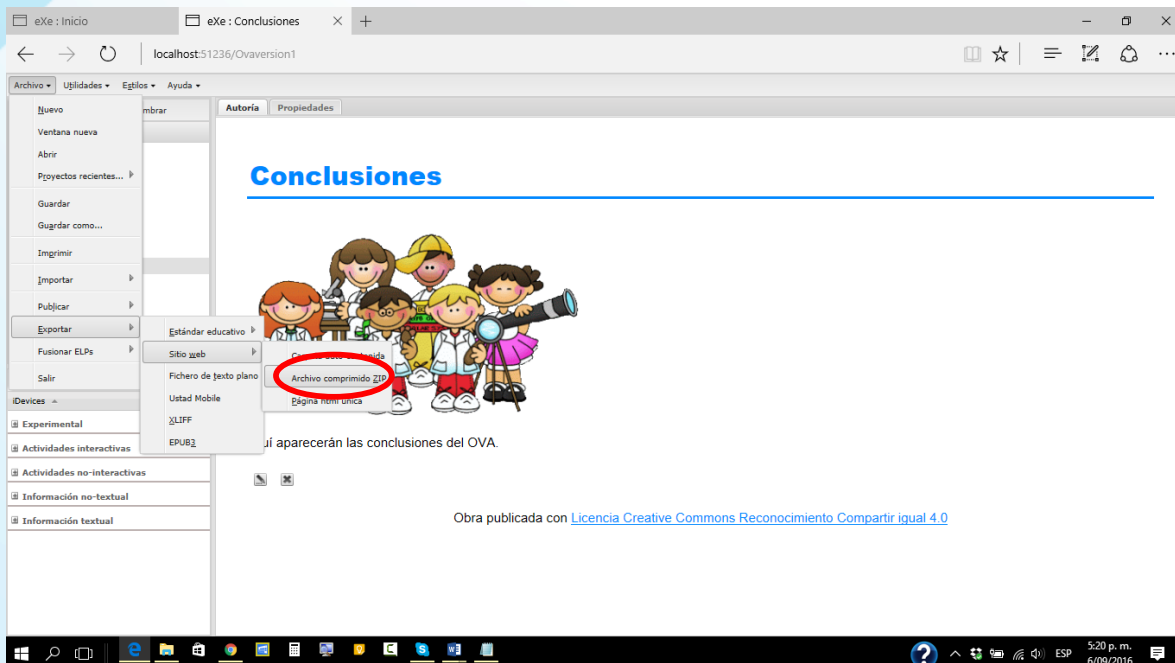 eXe : Inicio
eXe : Conclusiones
localhost:51236/Ovaversion1
Archivo Utilidades Estilos Ayuda
Nuevo
Ventana nueva
Abrir
Proyectos recientes...
Guardar
Guardar como...
Imprimir
Importar
Publicar
Exportar
Fusionar ELPs
Salir
mbrar
Estándar educativo
Sitio web
Fichero de texto plano
Ustad Mobile
XLIFF
EPUB3
Archivo comprimido ZIP
Página html única
iDevices
Experimental
Actividades interactivas
Actividades no-interactivas
Información no-textual
Información textual
Autoría Propiedades
Conclusiones
uí aparecerán las conclusiones del OVA.
Obra publicada con Licencia Creative Commons Reconocimiento Compartir igual 4.0
ESP
5:20 p. m.
6/09/2016